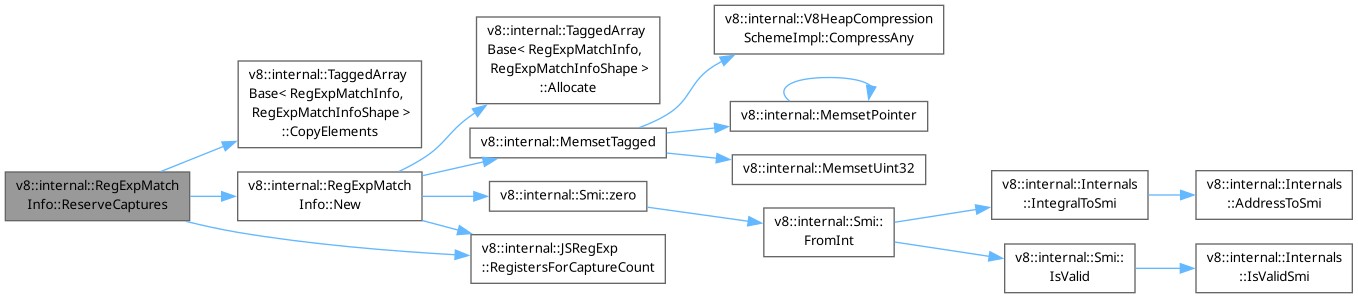 v8::internal::RegExpMatch
Info::ReserveCaptures
v8::internal::TaggedArray
Base< RegExpMatchInfo,
RegExpMatchInfoShape >
::CopyElements
v8::internal::RegExpMatch
Info::New
v8::internal::TaggedArray
Base< RegExpMatchInfo,
RegExpMatchInfoShape >
::Allocate
v8::internal::MemsetTagged
v8::internal::Smi::zero
v8::internal::JSRegExp
::RegistersForCaptureCount
v8::internal::V8HeapCompression
SchemeImpl::CompressAny
v8::internal::MemsetPointer
v8::internal::MemsetUint32
v8::internal::Smi::
FromInt
v8::internal::Internals
::IntegralToSmi
v8::internal::Smi::
IsValid
v8::internal::Internals
::AddressToSmi
v8::internal::Internals
::IsValidSmi